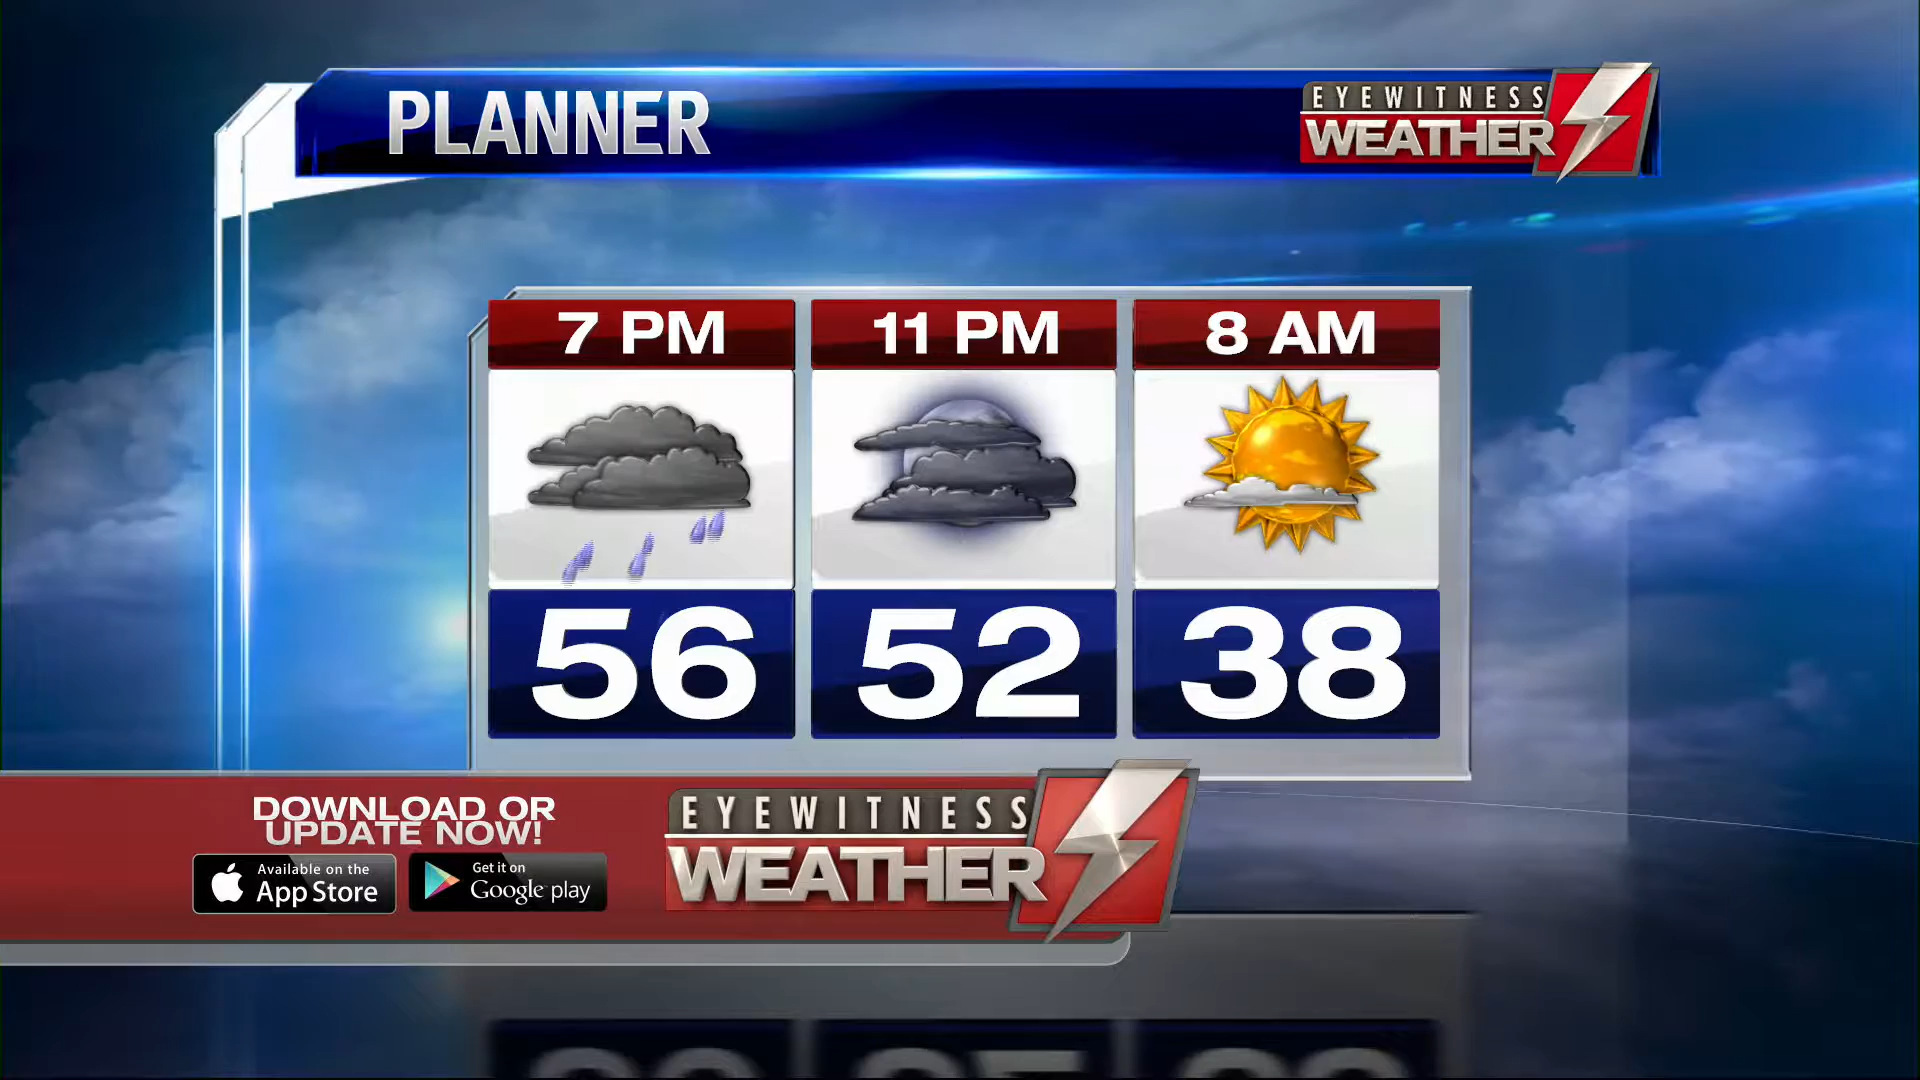 PLANNER
EYEWITNESS
WEATHER
7 PM
11 PM
8 AM
56
52
38
DOWNLOAD OR
UPDATE NOW!
Available on the
App Store
Get it on
Google play
EYEWITNESS
WEATHER